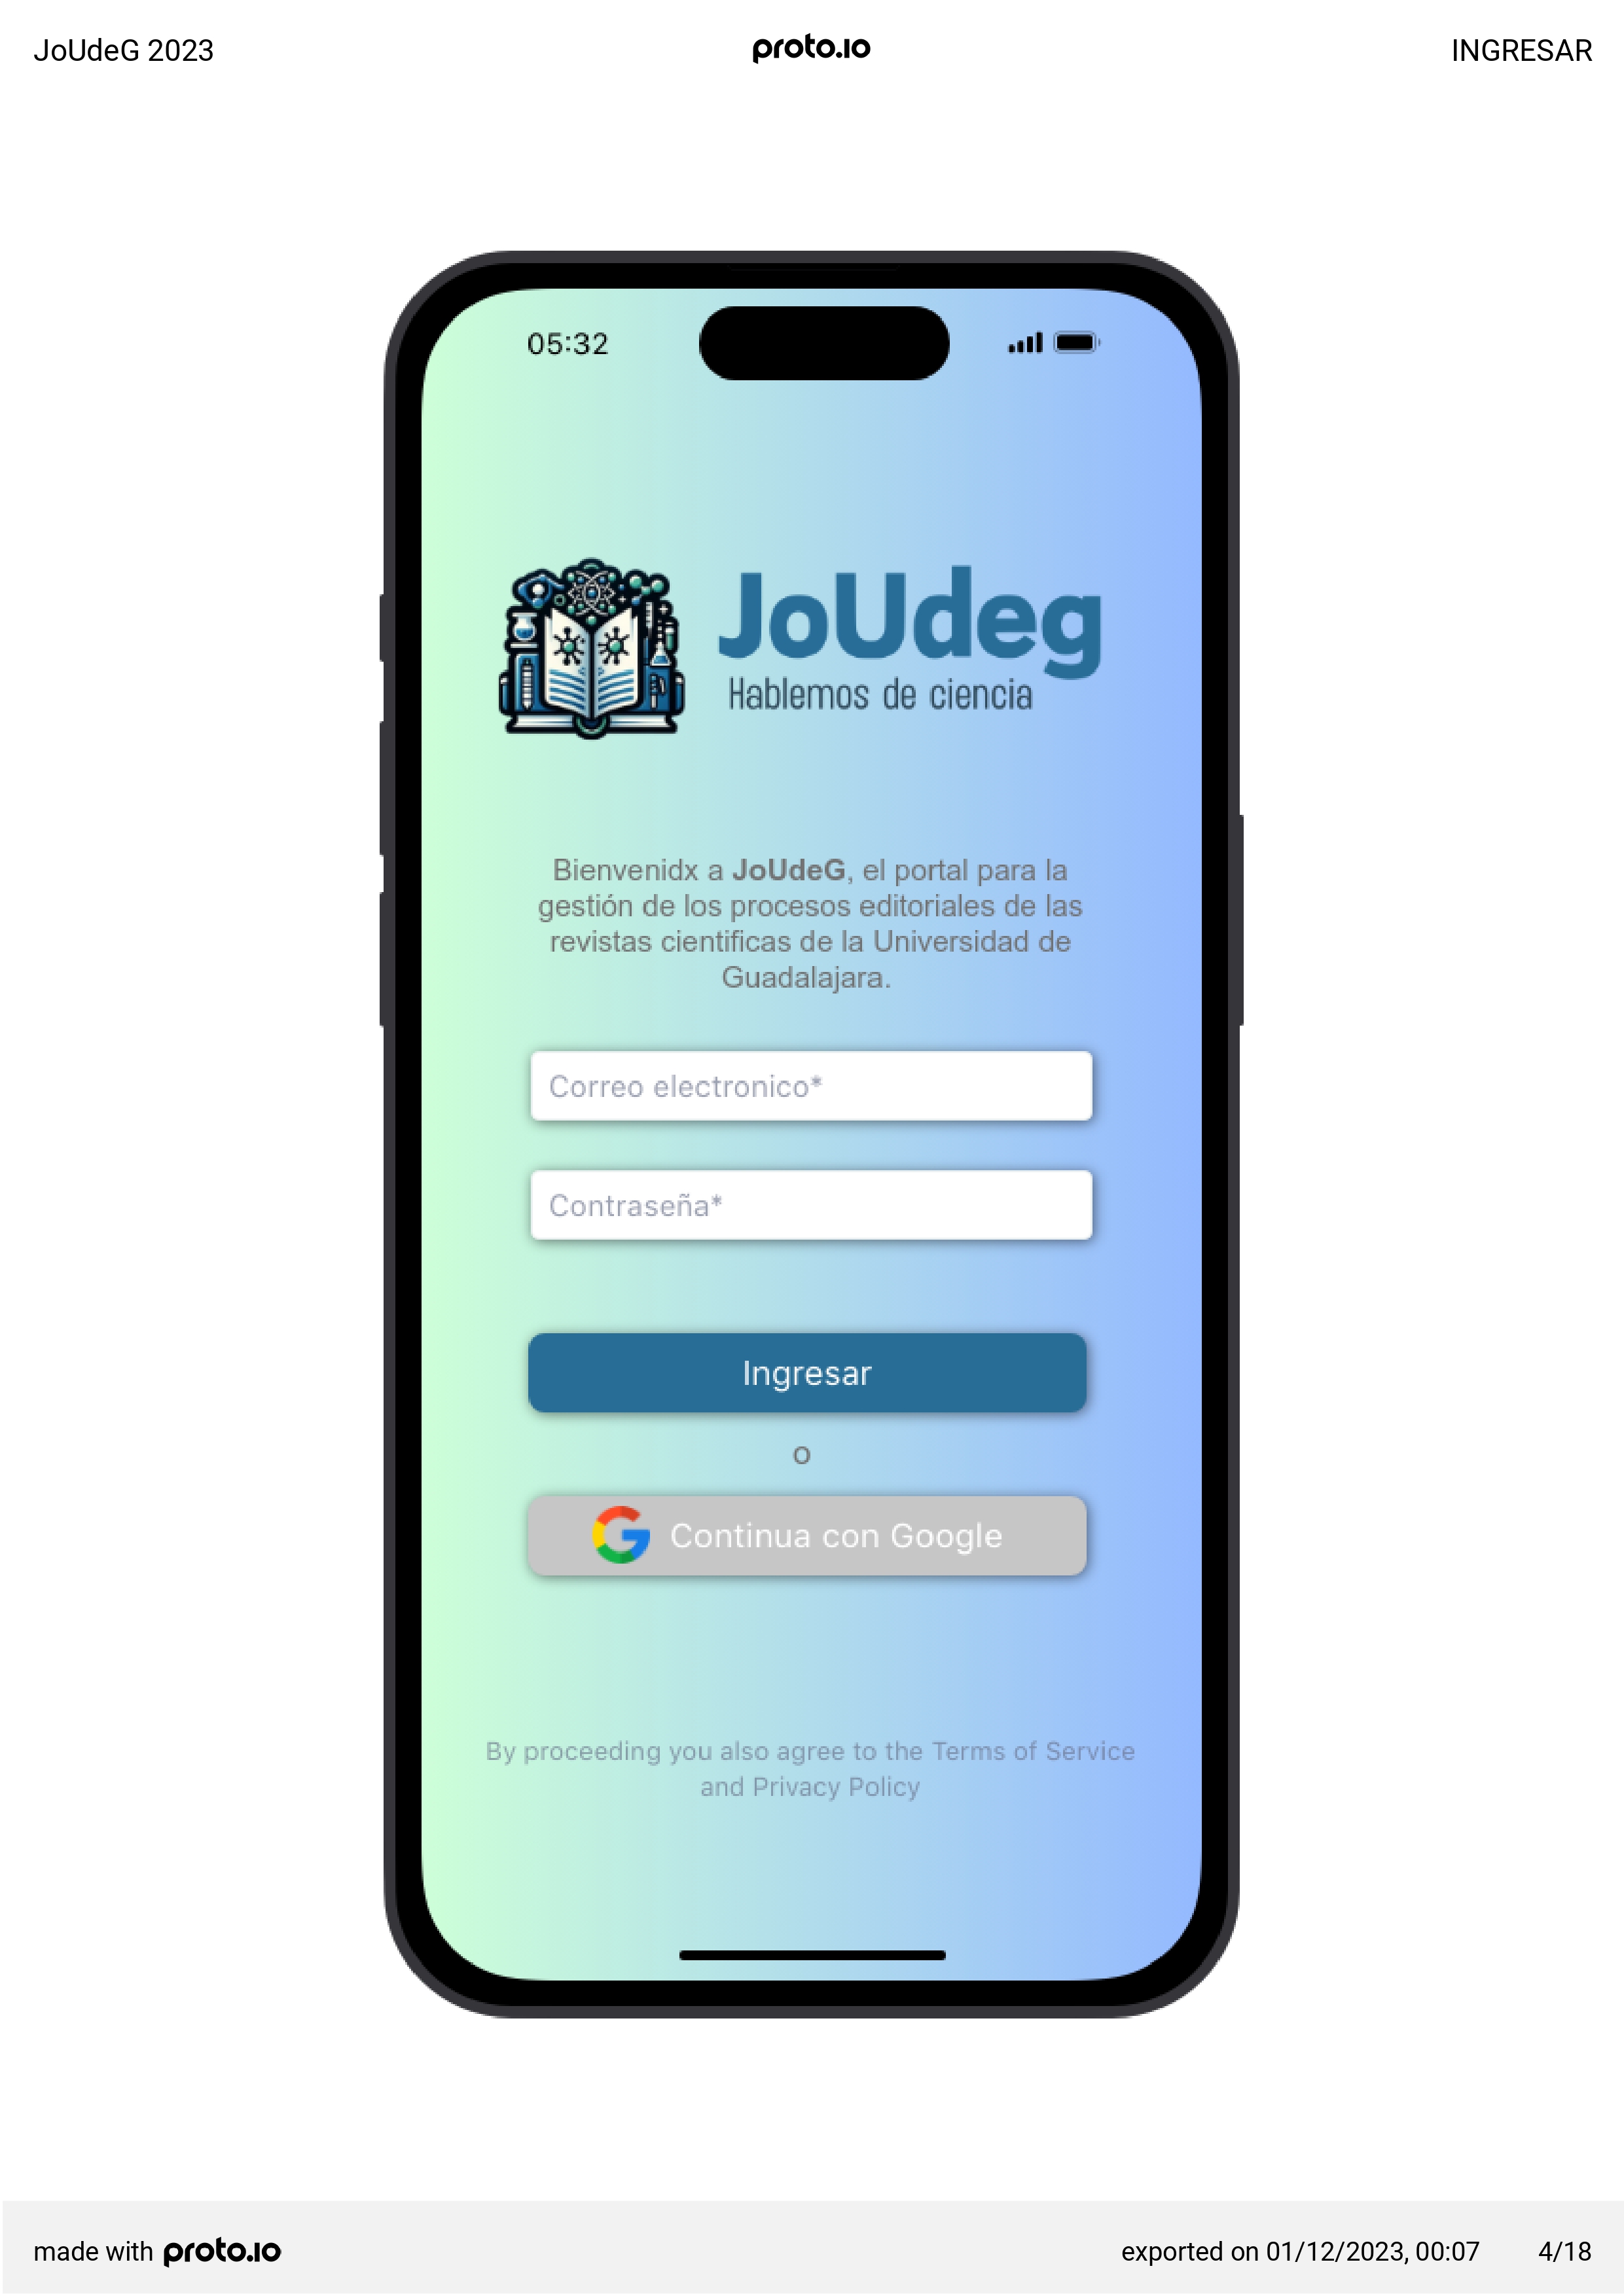 JoUdeG 2023
proto.io
INGRESAR
05:32
JoUdeg
Hablemos de ciencia
Bienvenidx a JoUdeG, el portal para la
gestión de los procesos editoriales de las
revistas cientificas de la Universidad de
Guadalajara.
Correo electronico*
Contraseña*
Ingresar
o
Continua con Google
By proceeding you also agree to the Terms of Service
and Privacy Policy
made with proto.io
exported on 01/12/2023, 00:07
4/18